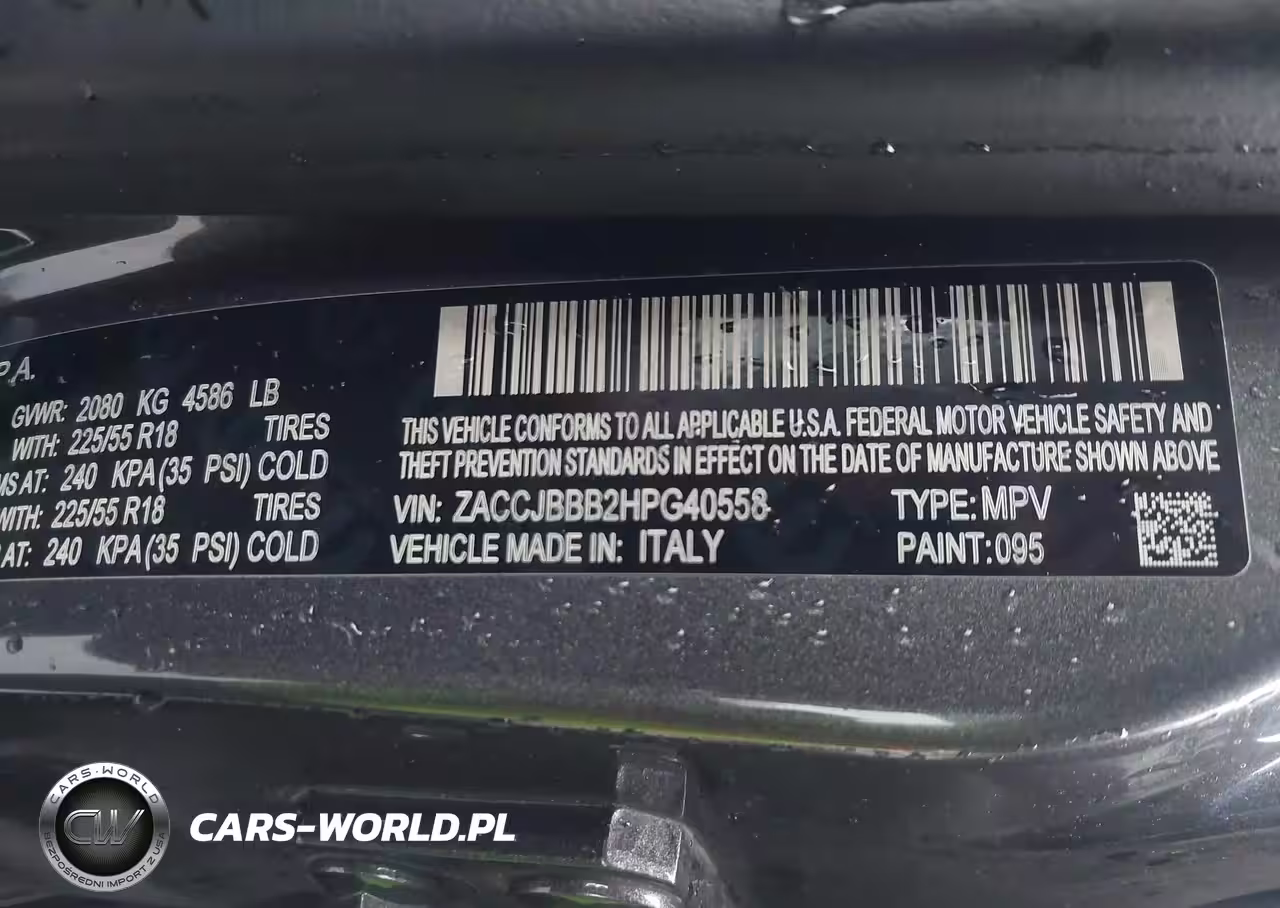 P.A.
GVWR: 2080 KG 4586 LB
WITH: 225/55 R18 TIRES
MS AT: 240 KPA(35 PSI) COLD
WITH: 225/55 R18 TIRES
AT: 240 KPA(35 PSI) COLD
THIS VEHICLE CONFORMS TO ALL APPLICABLE U.S.A. FEDERAL MOTOR VEHICLE SAFETY AND
THEFT PREVENTION STANDARDS IN EFFECT ON THE DATE OF MANUFACTURE SHOWN ABOVE
VIN: ZACCJBBB2HPG40558 TYPE: MPV
VEHICLE MADE IN: ITALY PAINT: 095
CARS-WORLD
CW
BEZPOŚREDNI IMPORT Z USA
CARS-WORLD.PL